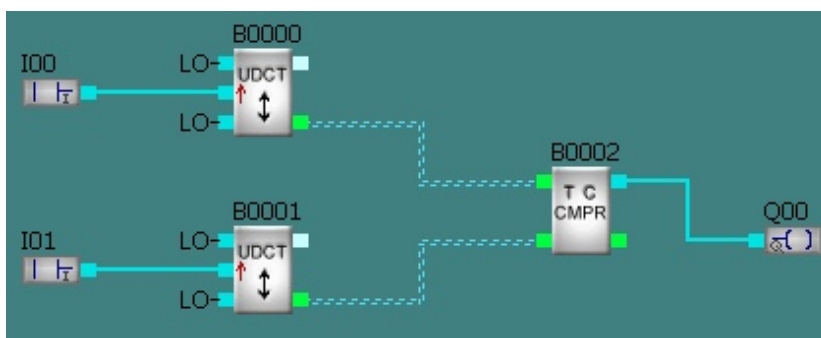 B0000
I00
LO
UDCT
LO
I
B0002
T C
CMPR
B0001
Q00
I01
LO
UDCT
Q
LO
I